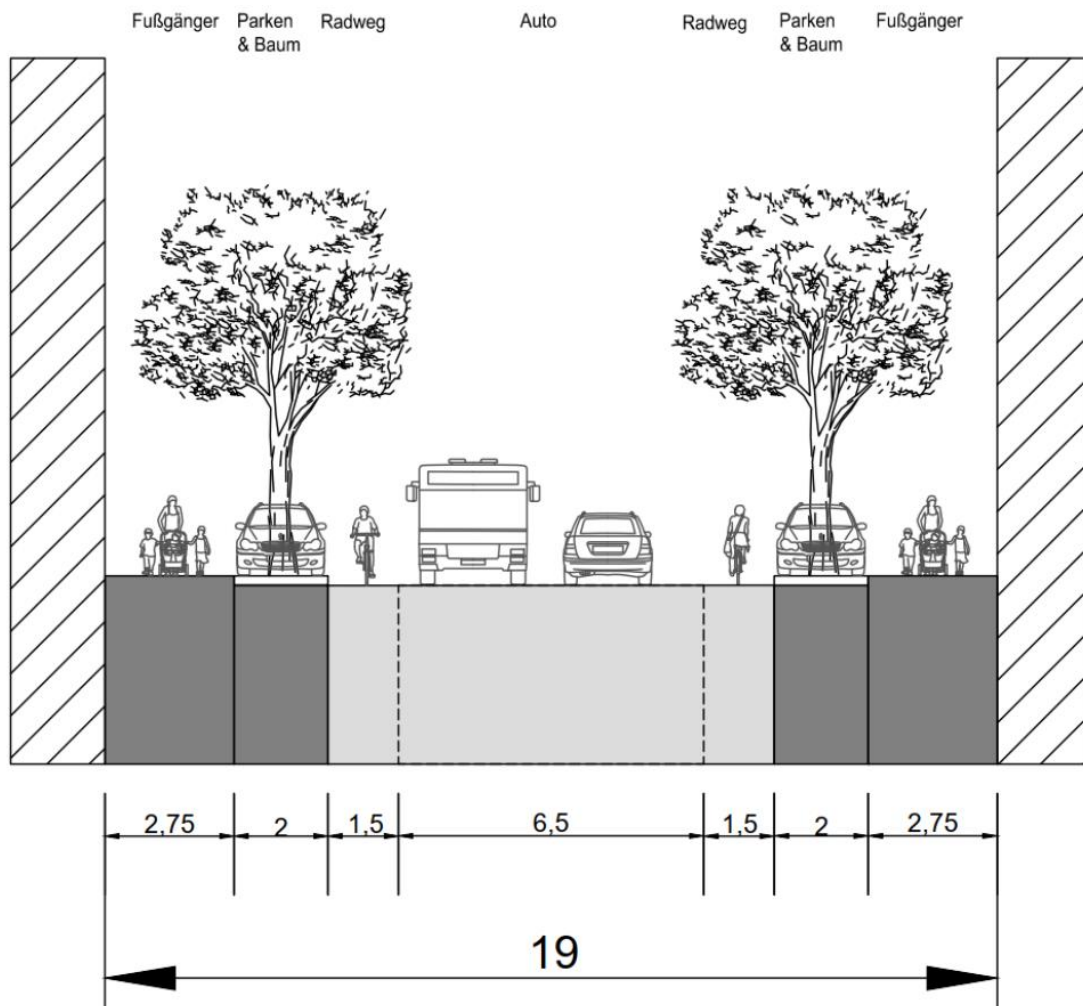 Fußgänger Parken Radweg Auto Radweg Parken Fußgänger
& Baum & Baum
2,75 2 1,5 6,5 1,5 2 2,75
19